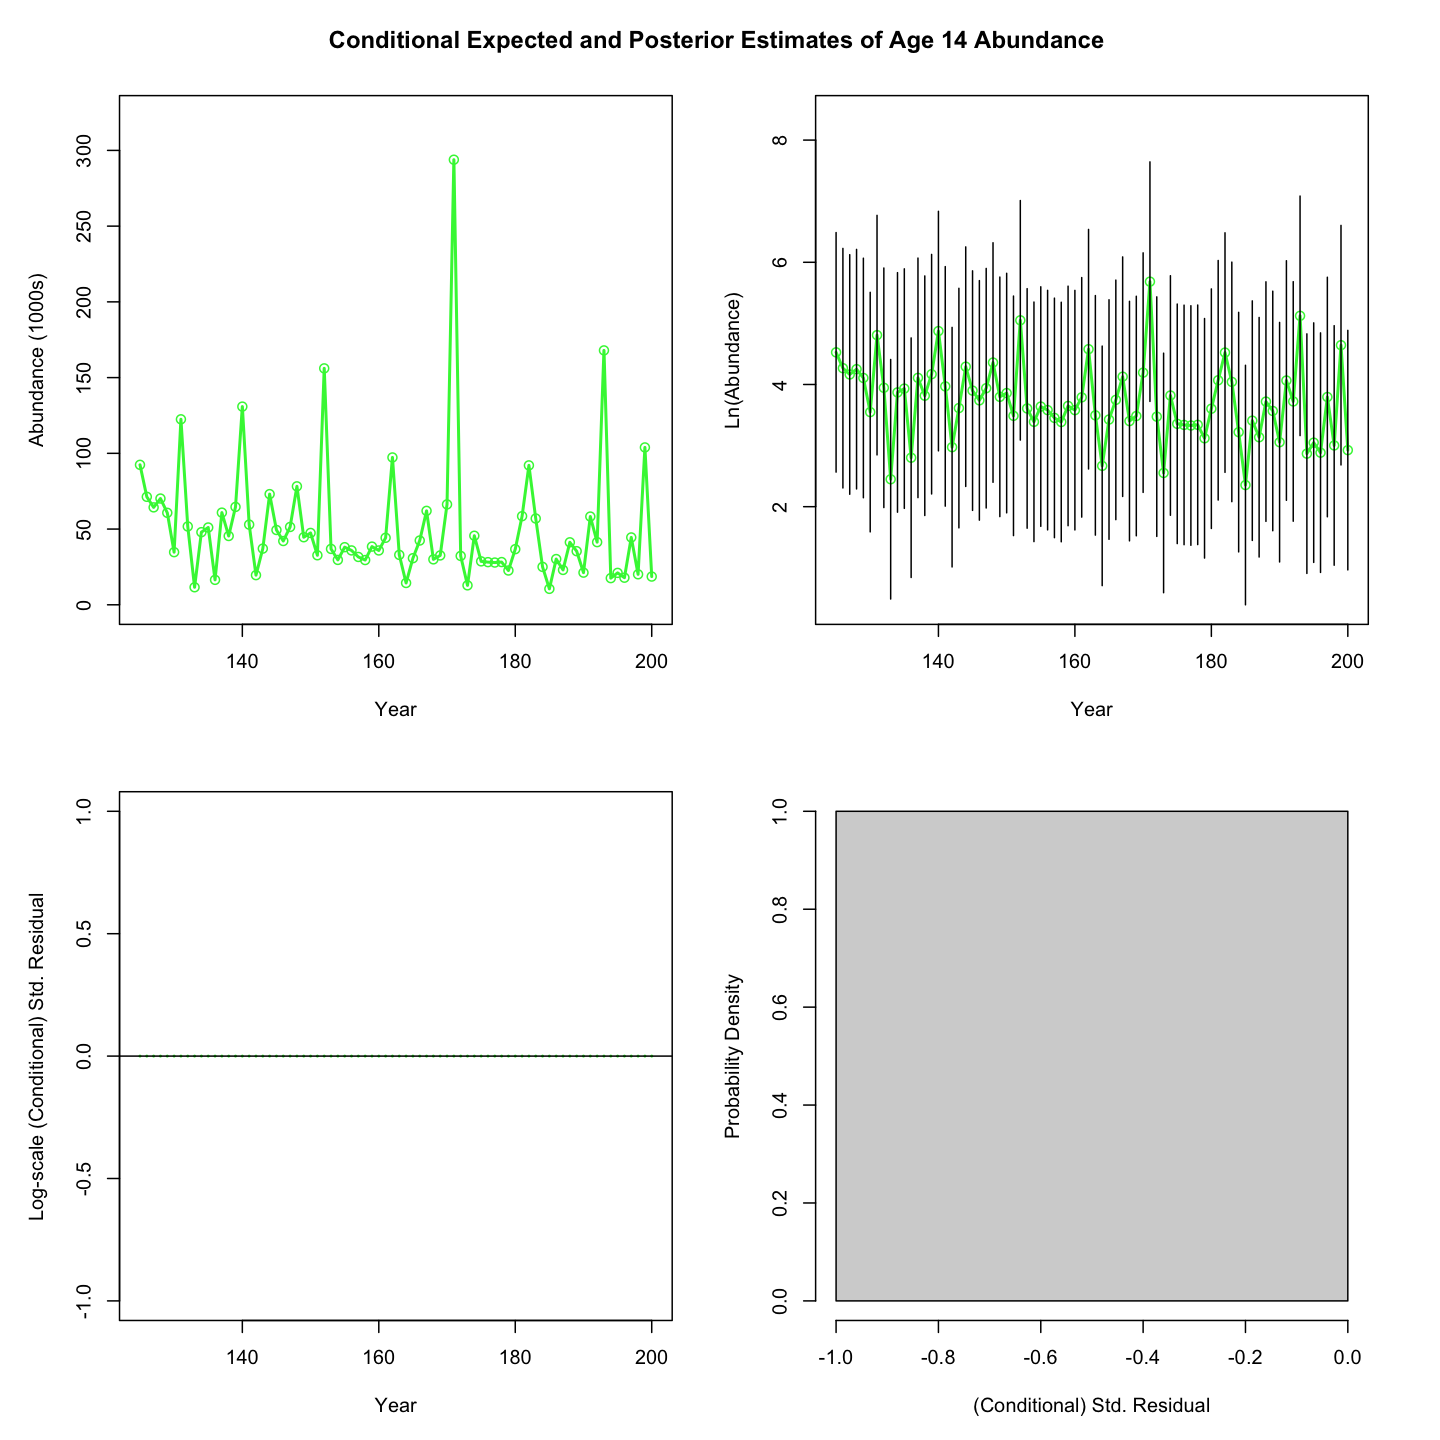 Conditional Expected and Posterior Estimates of Age 14 Abundance
Abundance (1000s)
300
250
200
150
100
50
0
140 160 180 200
Year
Ln(Abundance)
8
6
4
2
140 160 180 200
Year
Log-scale (Conditional) Std. Residual
1.0
0.5
0.0
-0.5
-1.0
140 160 180 200
Year
Probability Density
1.0
0.8
0.6
0.4
0.2
0.0
-1.0 -0.8 -0.6 -0.4 -0.2 0.0
(Conditional) Std. Residual